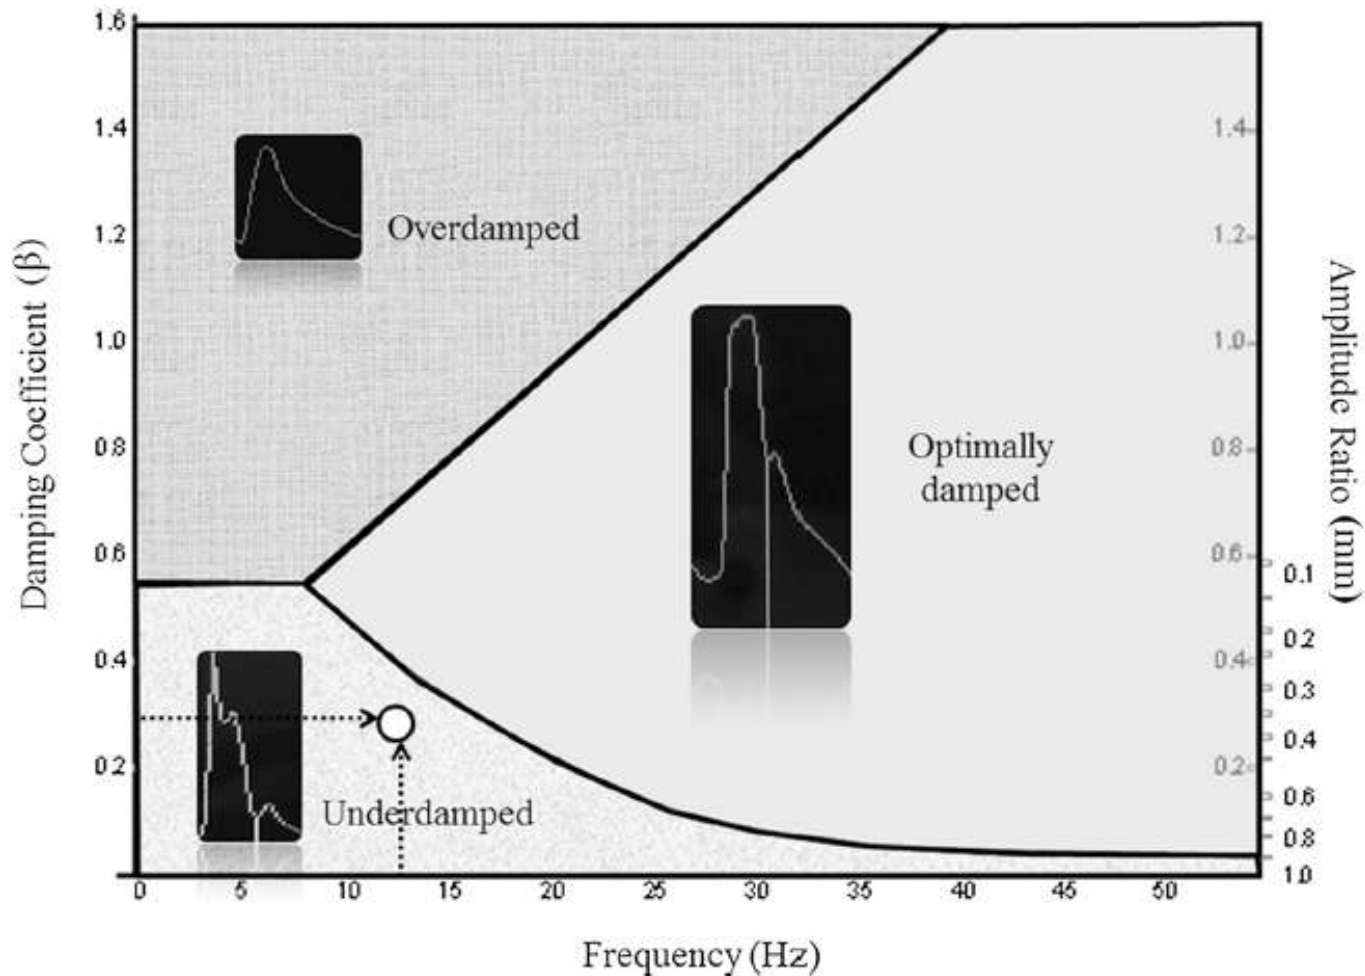 1.6
1.4
1.2
1.0
0.8
0.6
0.4
0.2
Damping Coefficient (β)
Overdamped
Optimally
damped
Underdamped
1.4
1.2
1.0
0.8
0.6
0.4
0.2
0.1
0.2
0.3
0.4
0.6
0.8
1.0
Amplitude Ratio (mm)
0 5 10 15 20 25 30 35 40 45 50
Frequency (Hz)